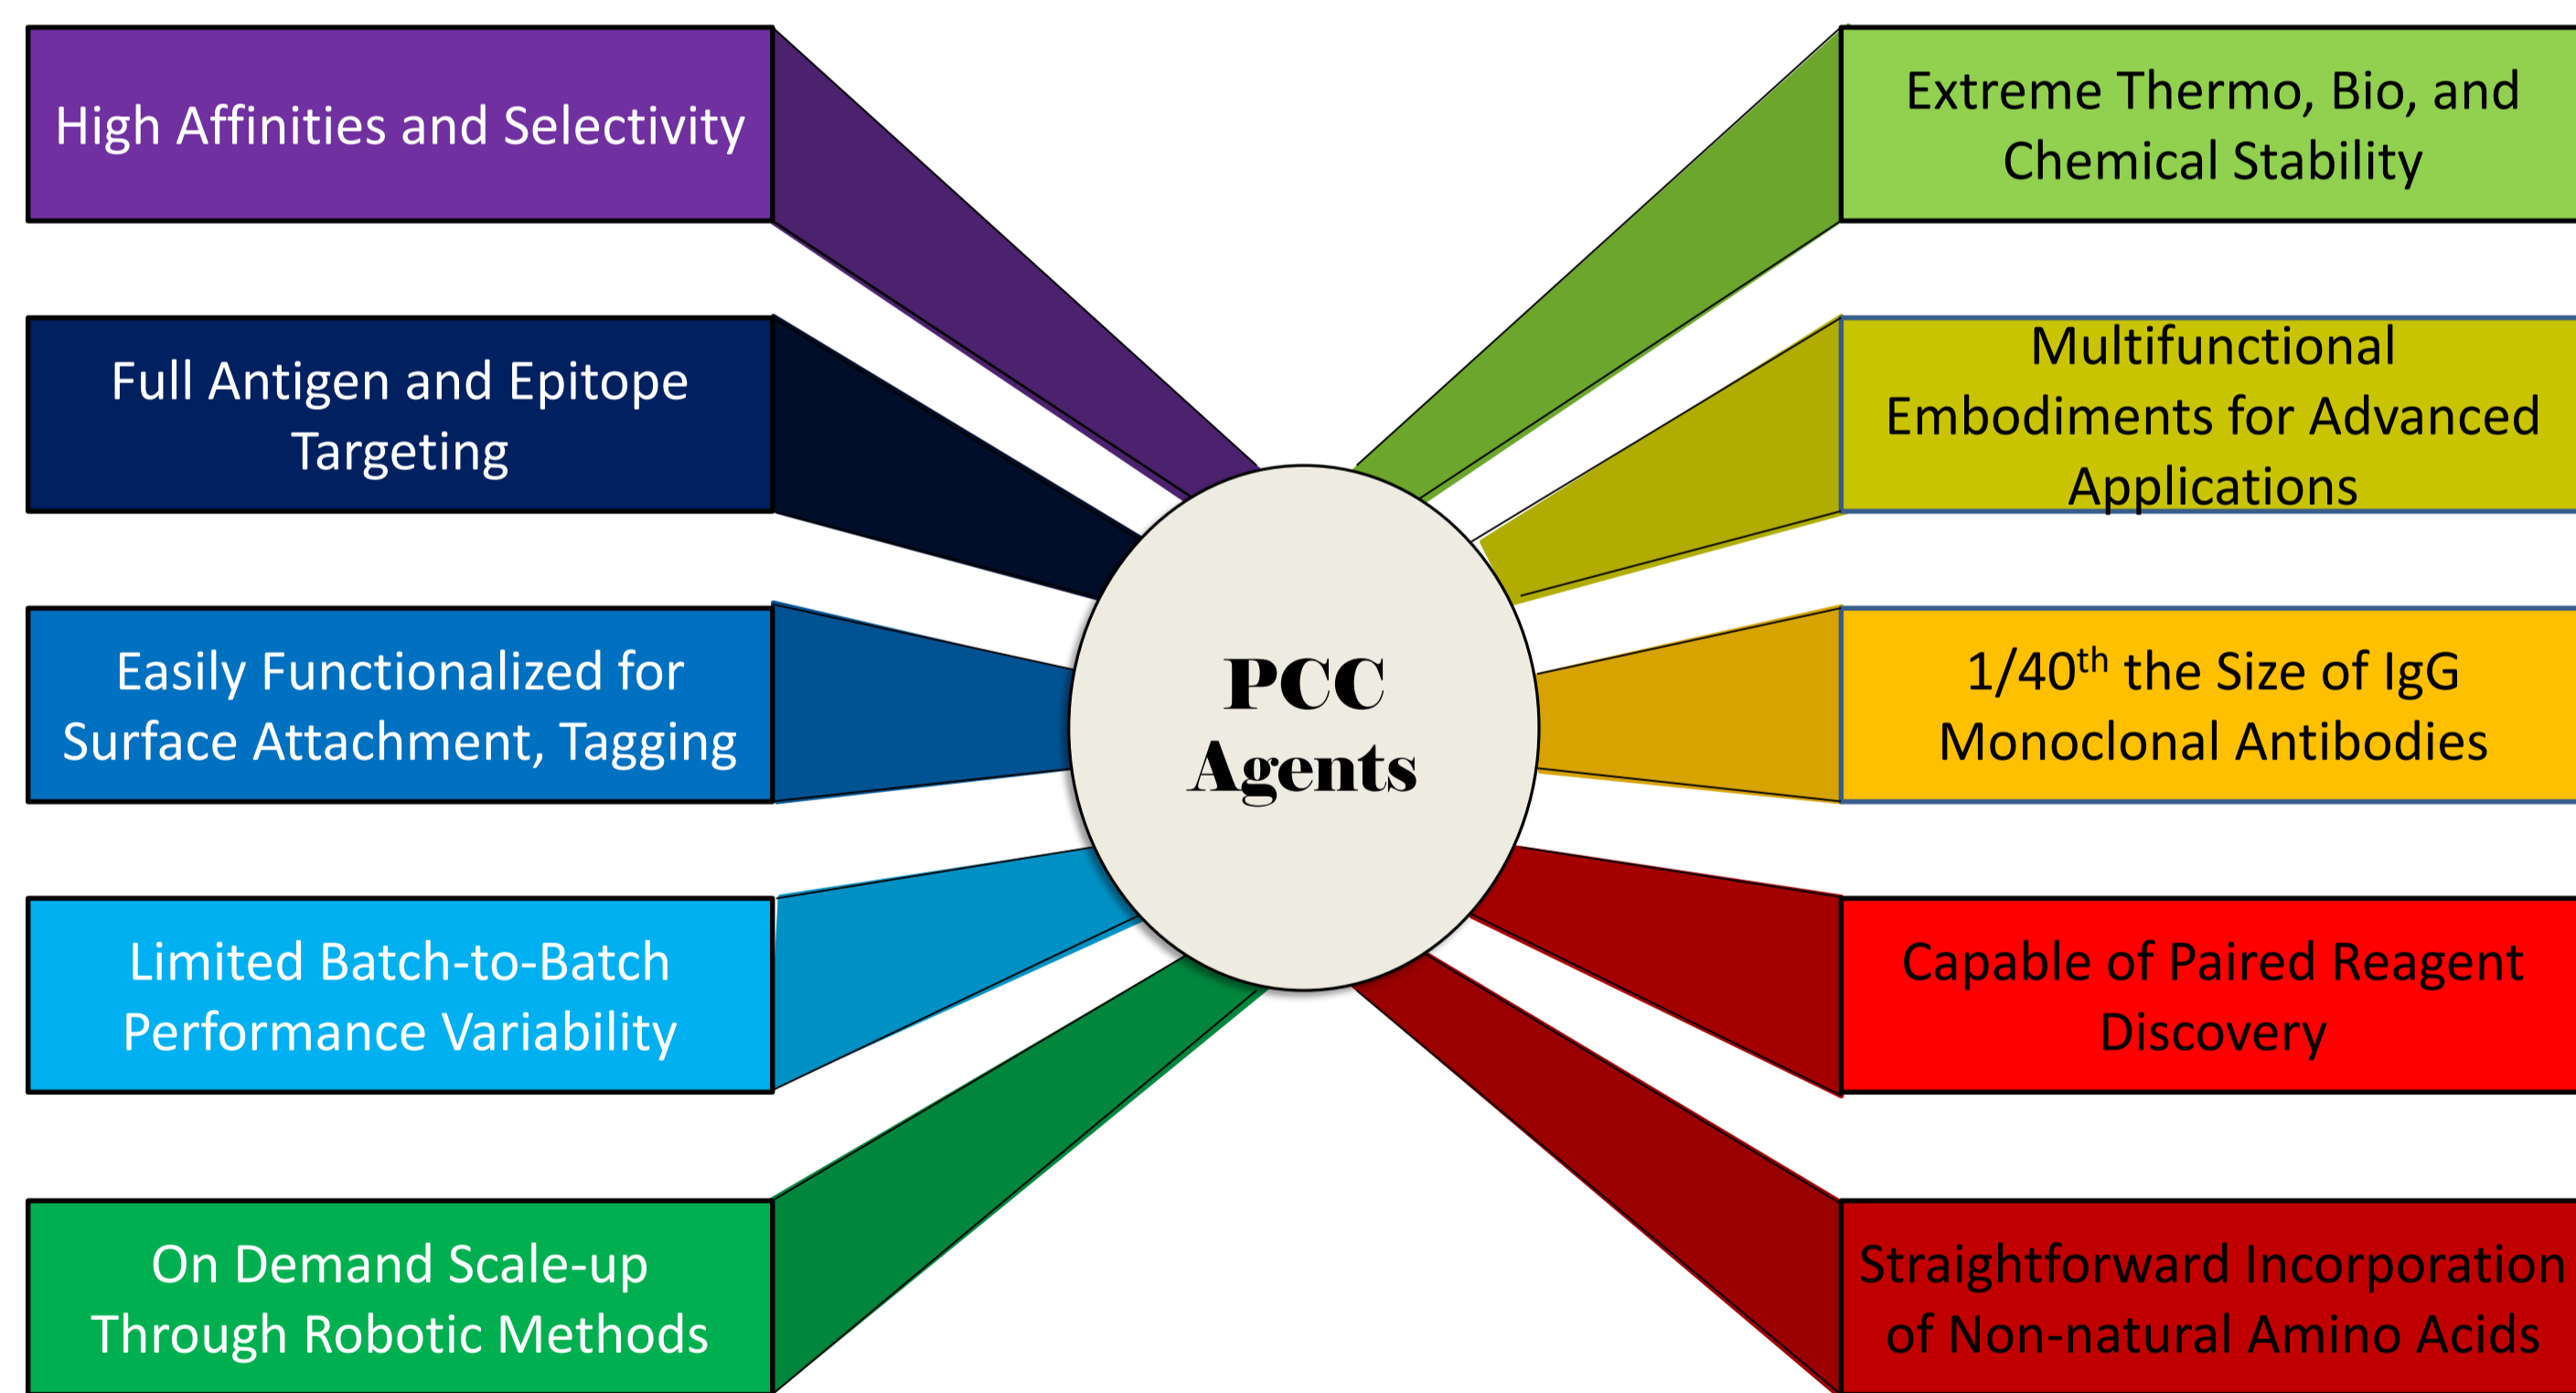 High Affinities and Selectivity
Full Antigen and Epitope
Targeting
Easily Functionalized for
Surface Attachment, Tagging
Limited Batch-to-Batch
Performance Variability
On Demand Scale-up
Through Robotic Methods
PCC
Agents
Extreme Thermo, Bio, and
Chemical Stability
Multifunctional
Embodiments for Advanced
Applications
1/40th the Size of IgG
Monoclonal Antibodies
Capable of Paired Reagent
Discovery
Straightforward Incorporation
of Non-natural Amino Acids